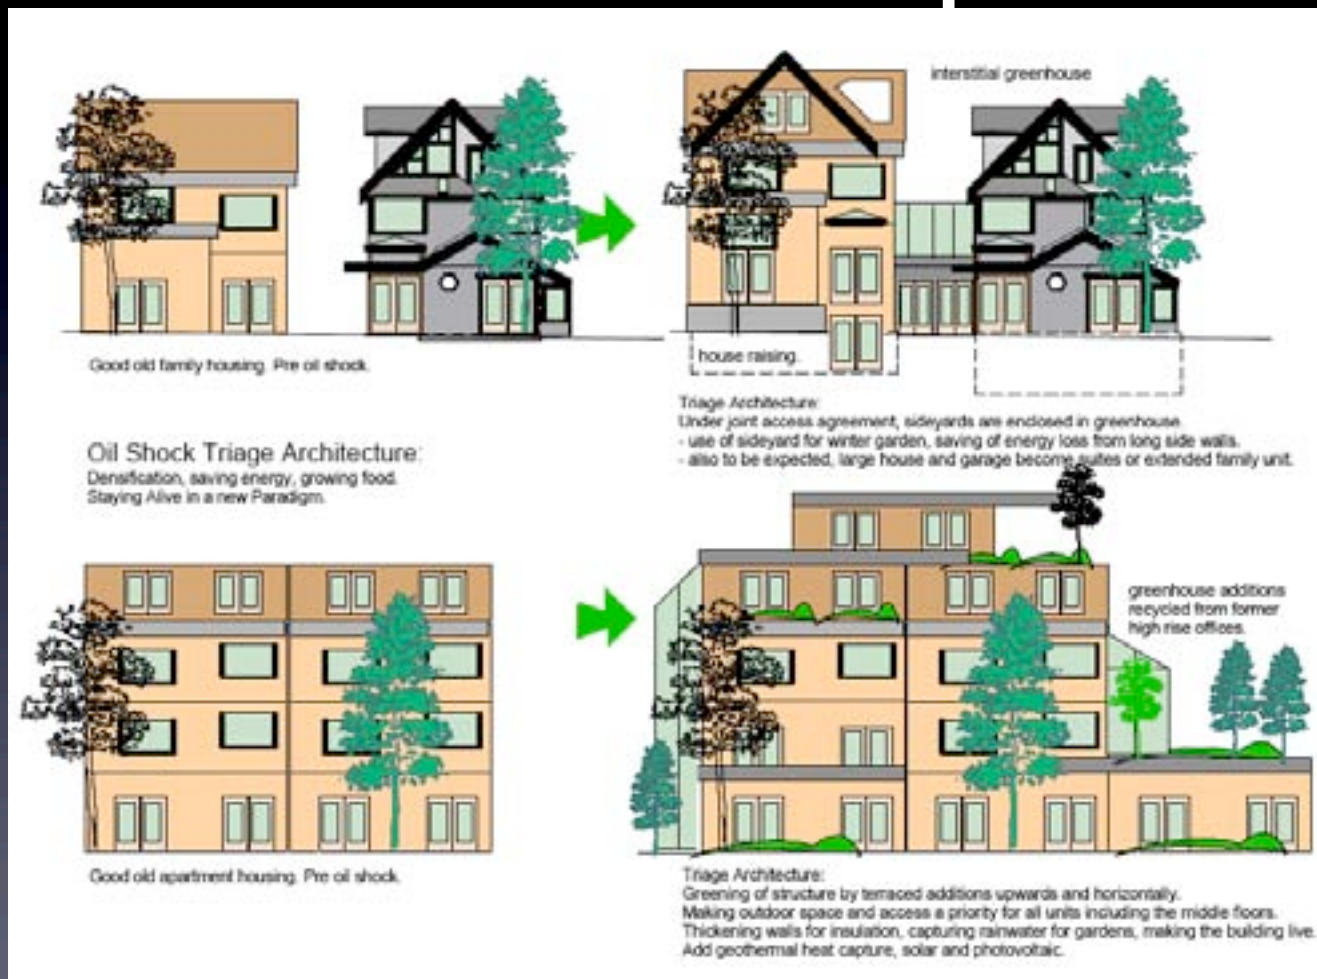 interstitial greenhouse
house raising.
Good old family housing. Pre oil shock.
Triage Architecture:
Under joint access agreement, sideyards are enclosed in greenhouse.
- use of sideyard for winter garden, saving of energy loss from long side walls.
- also to be expected, large house and garage become suites or extended family unit.
Oil Shock Triage Architecture:
Densification, saving energy, growing food.
Staying Alive in a new Paradigm.
greenhouse additions
recycled from former
high rise offices.
Good old apartment housing. Pre oil shock.
Triage Architecture:
Greening of structure by terraced additions upwards and horizontally.
Making outdoor space and access a priority for all units including the middle floors.
Thickening walls for insulation, capturing rainwater for gardens, making the building live.
Add geothermal heat capture, solar and photovoltaic.